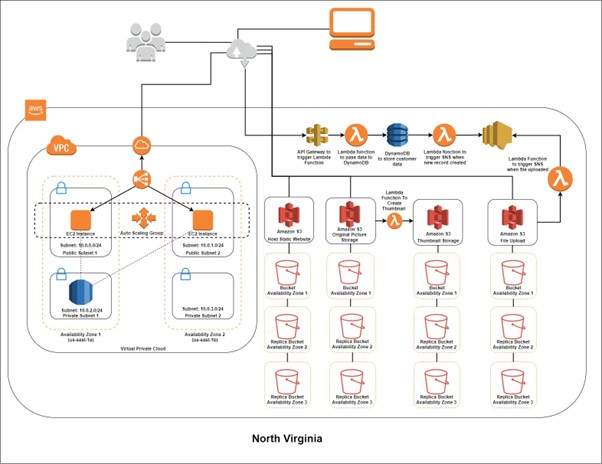 aws
VPC
API Gateway to
trigger Lambda
Function
Lambda function
to pass data to
DynamoDB
DynamoDB
to store customer
data
Lambda function to
trigger SNS when
new record created
Lambda Function
to trigger SNS
when file uploaded
EC2 Instance
Auto Scaling Group
EC2 Instance
Subnet: 10.0.0.0/24
Public Subnet 1
Subnet: 10.0.1.0/24
Public Subnet 2
Subnet: 10.0.2.0/24
Private Subnet 1
Subnet: 10.0.3.0/24
Private Subnet 2
Availability Zone 1
(us-east-1a)
Availability Zone 2
(us-east-1b)
Virtual Private Cloud
Amazon S3
Host Static Website
Amazon S3
Original Picture
Storage
Lambda
Function To
Create
Thumbnail
Amazon S3
Thumbnail Storage
Amazon S3
File Upload
Bucket
Availability Zone 1
Bucket
Availability Zone 1
Bucket
Availability Zone 1
Bucket
Availability Zone 1
Replica Bucket
Availability Zone 2
Replica Bucket
Availability Zone 2
Replica Bucket
Availability Zone 2
Replica Bucket
Availability Zone 2
Replica Bucket
Availability Zone 3
Replica Bucket
Availability Zone 3
Replica Bucket
Availability Zone 3
Replica Bucket
Availability Zone 3
North Virginia